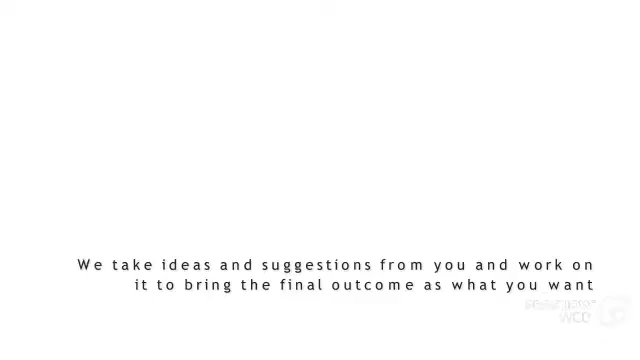 We take ideas and suggestions from you and work on
it to bring the final outcome as what you want